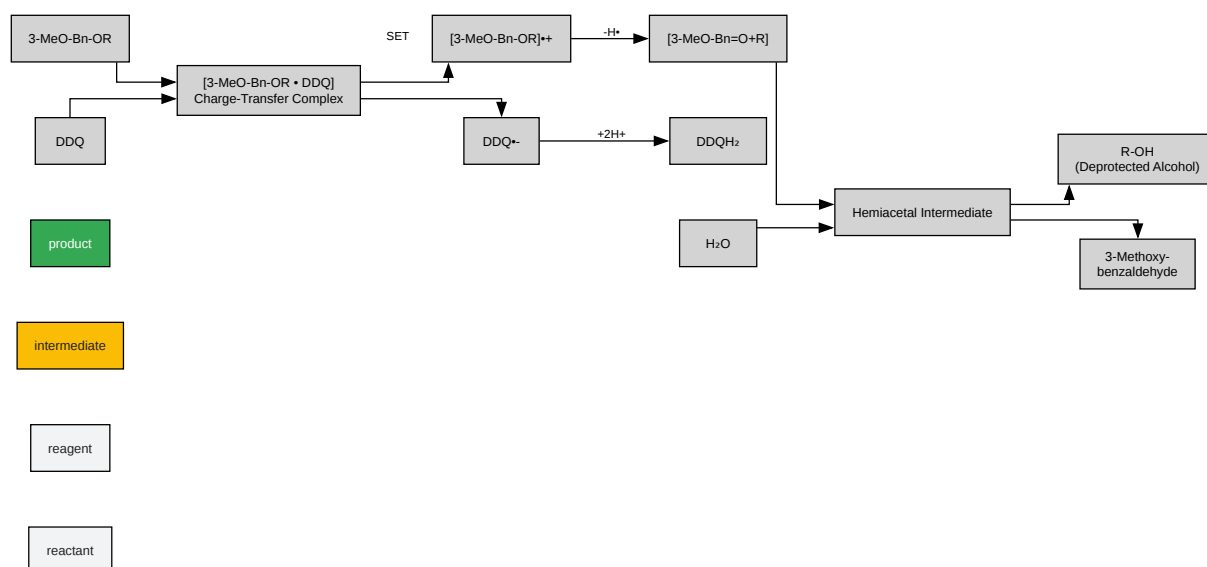 3-MeO-Bn-OR
SET
[3-MeO-Bn-OR]•+
-H•
[3-MeO-Bn=O+R]
[3-MeO-Bn-OR • DDQ]
Charge-Transfer Complex
DDQ
DDQ•-
+2H+
DDQH₂
R-OH
(Deprotected Alcohol)
Hemiacetal Intermediate
H₂O
3-Methoxy-
benzaldehyde
product
intermediate
reagent
reactant